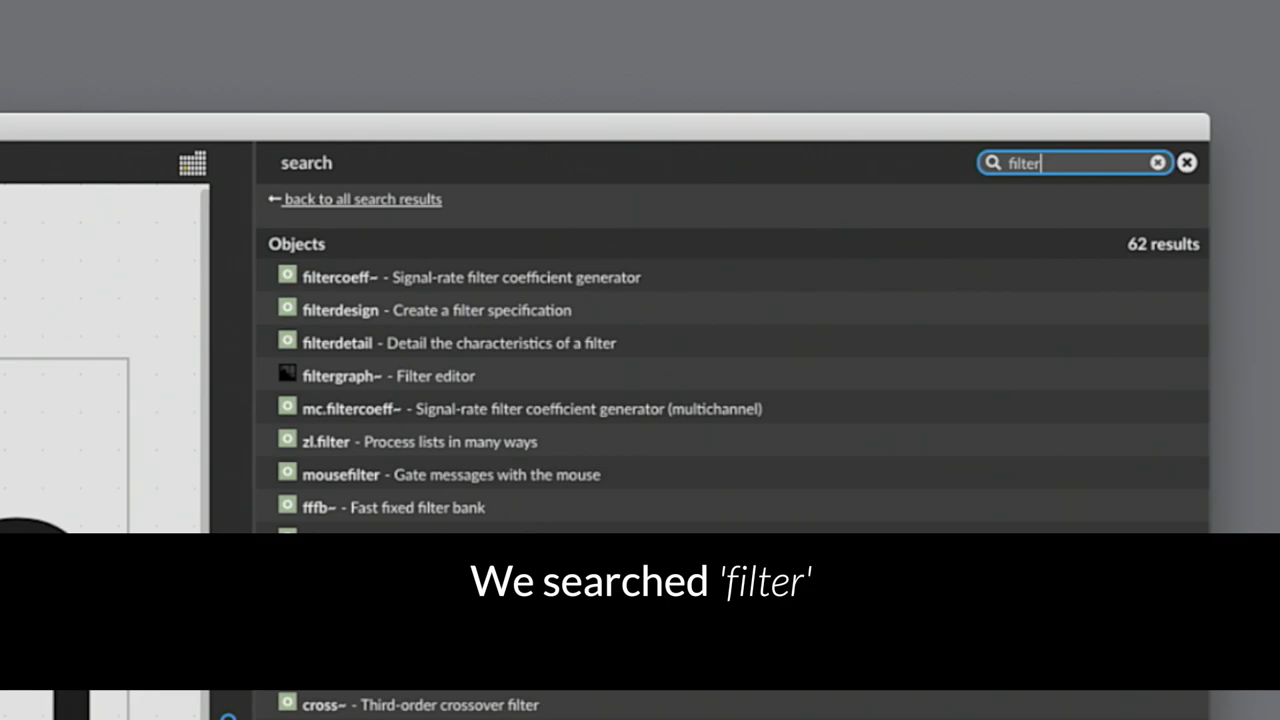 search
filter
← back to all search results
Objects
62 results
filtercoeff~ - Signal-rate filter coefficient generator
filterdesign - Create a filter specification
filterdetail - Detail the characteristics of a filter
filtergraph~ - Filter editor
mc.filtercoeff~ - Signal-rate filter coefficient generator (multichannel)
zl.filter - Process lists in many ways
mousefilter - Gate messages with the mouse
fffb~ - Fast fixed filter bank
We searched 'filter'
cross~ - Third-order crossover filter